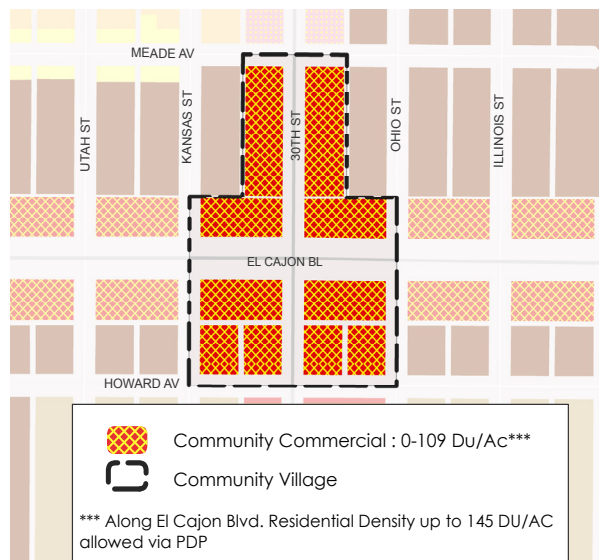 MEADE AV
UTAH ST
KANSAS ST
30TH ST
OHIO ST
ILLINOIS ST
EL CAJON BL
HOWARD AV
Community Commercial : 0-109 Du/Ac***
Community Village
*** Along El Cajon Blvd. Residential Density up to 145 DU/AC
allowed via PDP